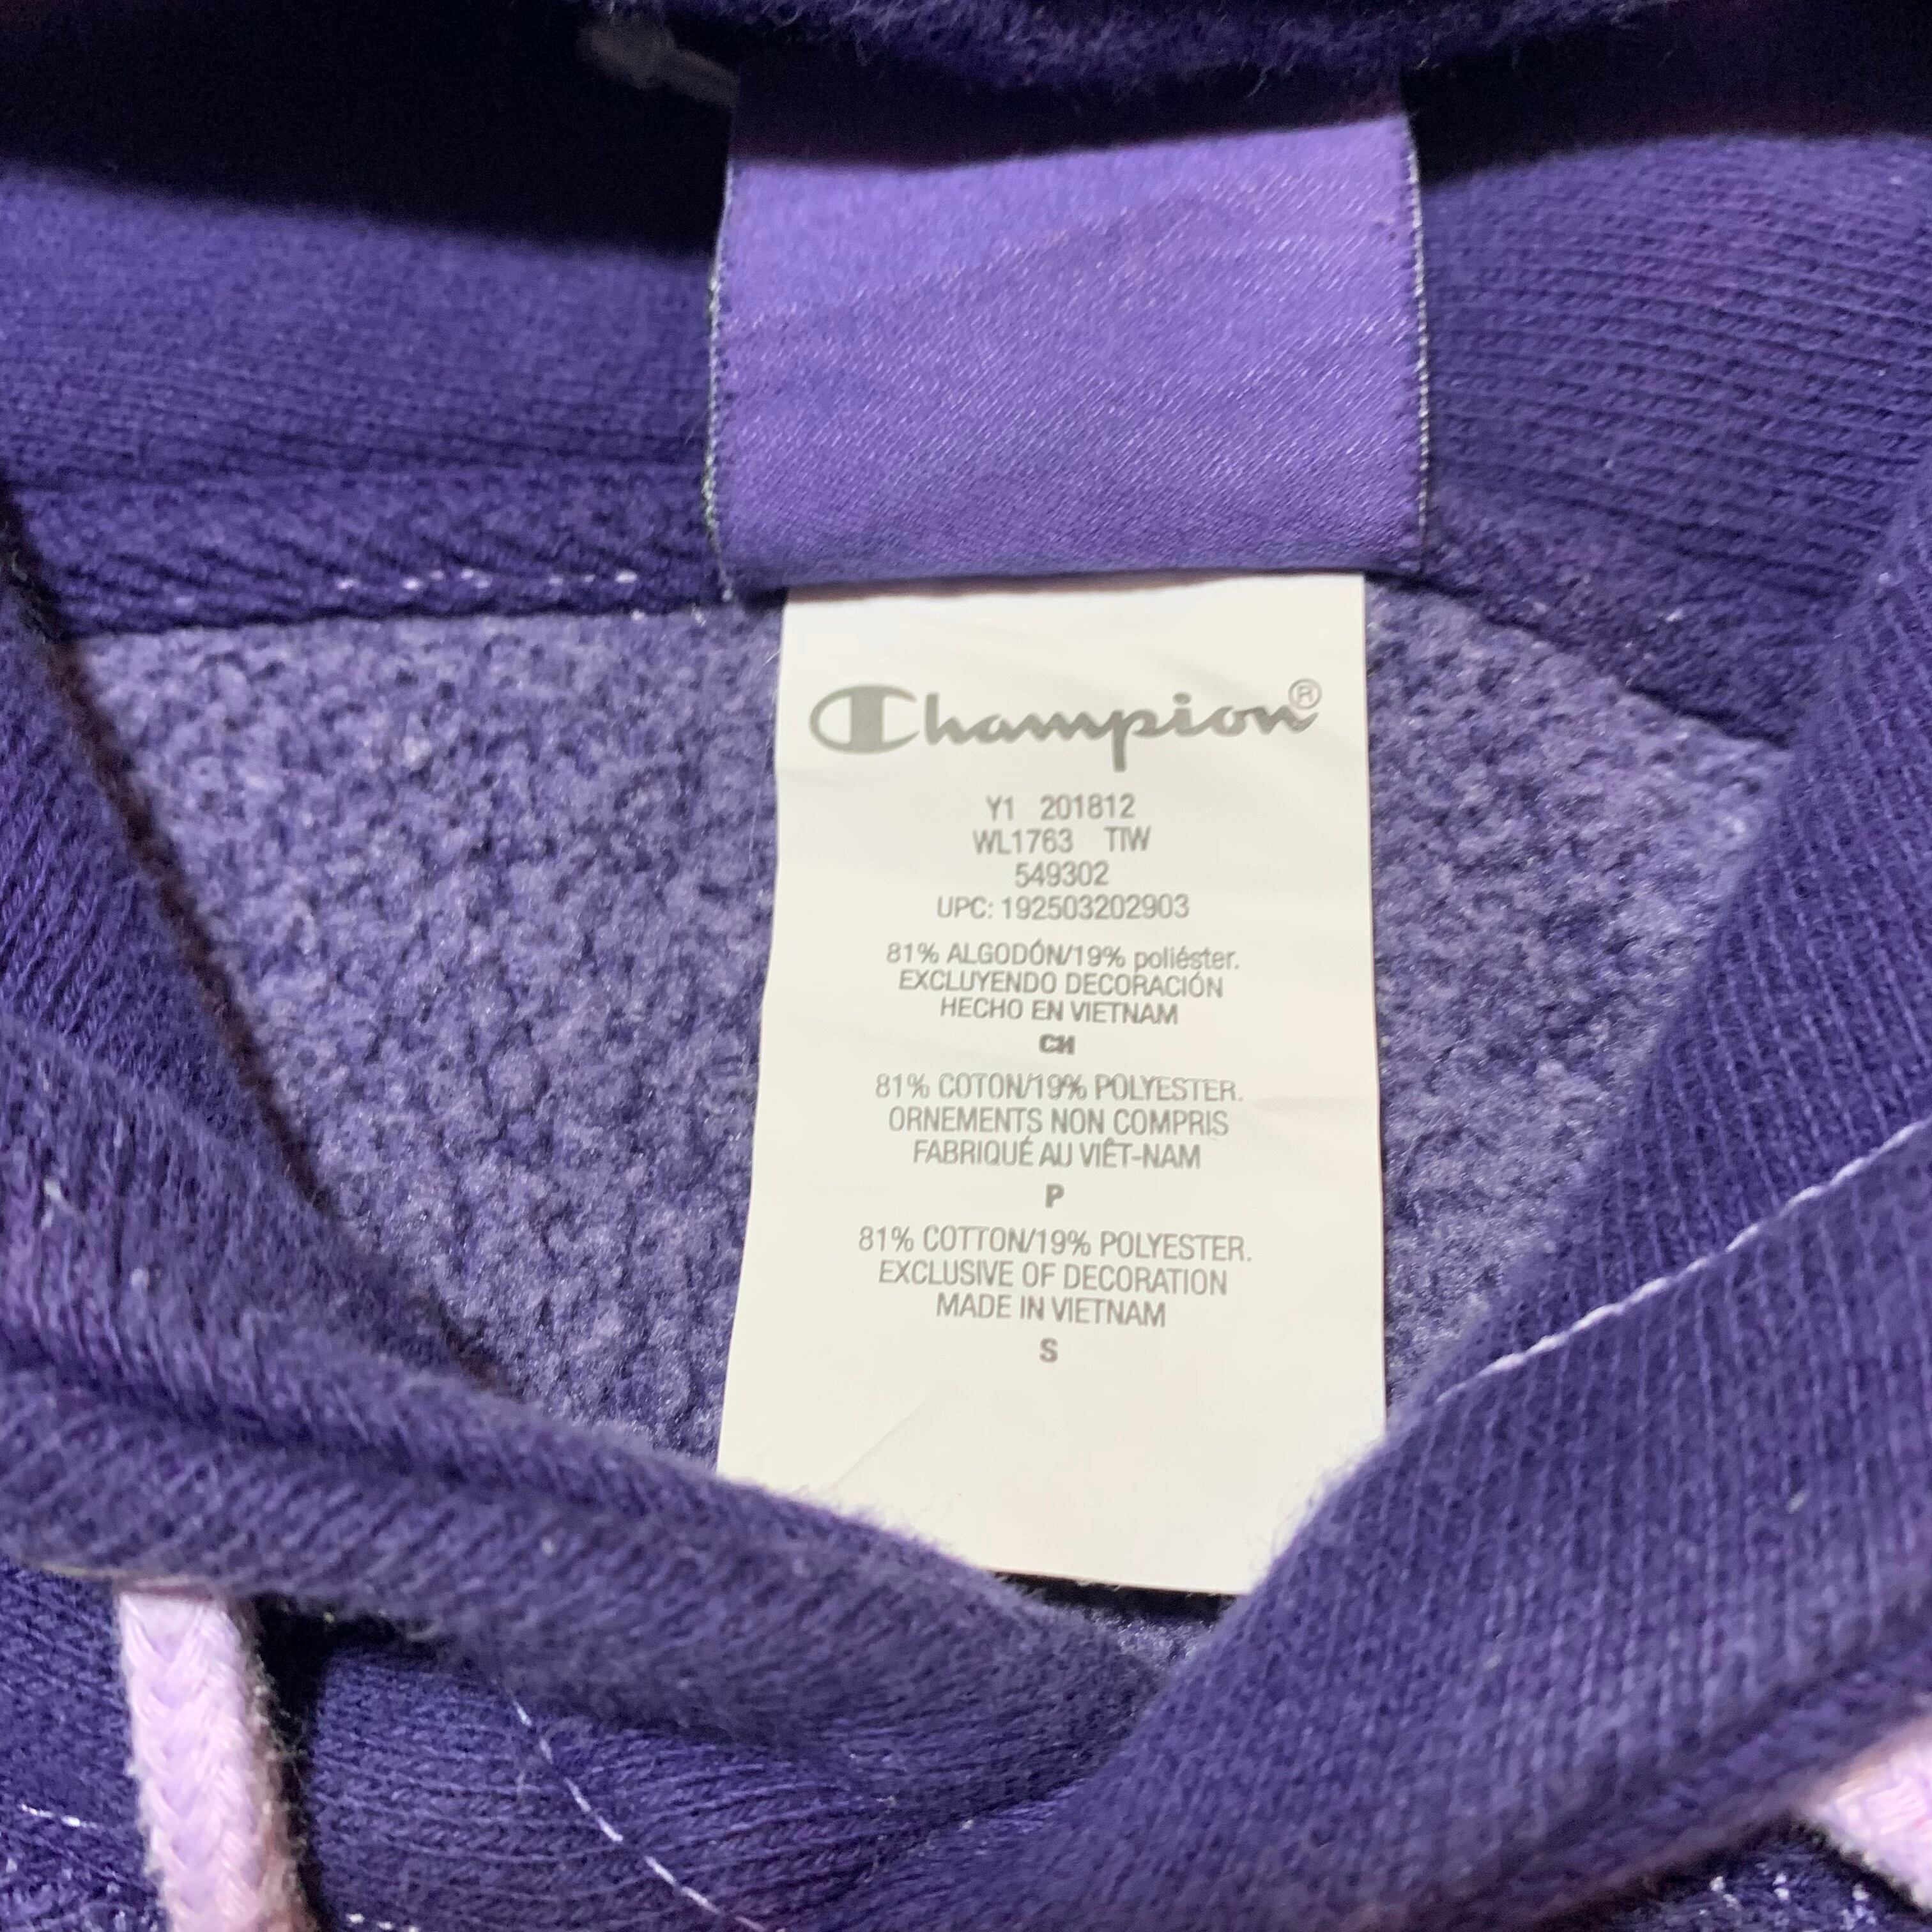 Champion®
Y1 201812
WL1763 TIW
549302
UPC: 192503202903
81% ALGODÓN/19% poliéster.
EXCLUYENDO DECORACIÓN
HECHO EN VIETNAM
CH
81% COTON/19% POLYESTER.
ORNEMENTS NON COMPRIS
FABRIQUÉ AU VIÊT-NAM
P
81% COTTON/19% POLYESTER.
EXCLUSIVE OF DECORATION
MADE IN VIETNAM
S